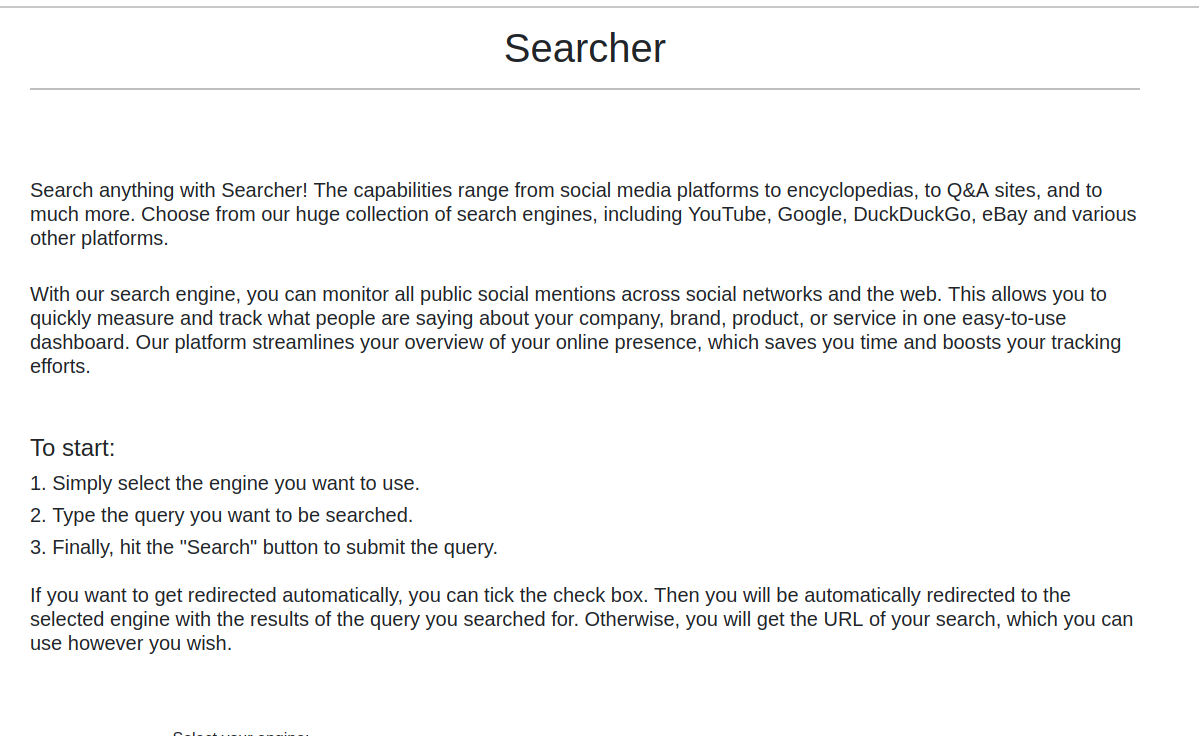 Searcher
Search anything with Searcher! The capabilities range from social media platforms to encyclopedias, to Q&A sites, and to
much more. Choose from our huge collection of search engines, including YouTube, Google, DuckDuckGo, eBay and various
other platforms.
With our search engine, you can monitor all public social mentions across social networks and the web. This allows you to
quickly measure and track what people are saying about your company, brand, product, or service in one easy-to-use
dashboard. Our platform streamlines your overview of your online presence, which saves you time and boosts your tracking
efforts.
To start:
1. Simply select the engine you want to use.
2. Type the query you want to be searched.
3. Finally, hit the "Search" button to submit the query.
If you want to get redirected automatically, you can tick the check box. Then you will be automatically redirected to the
selected engine with the results of the query you searched for. Otherwise, you will get the URL of your search, which you can
use however you wish.
Select your engine: